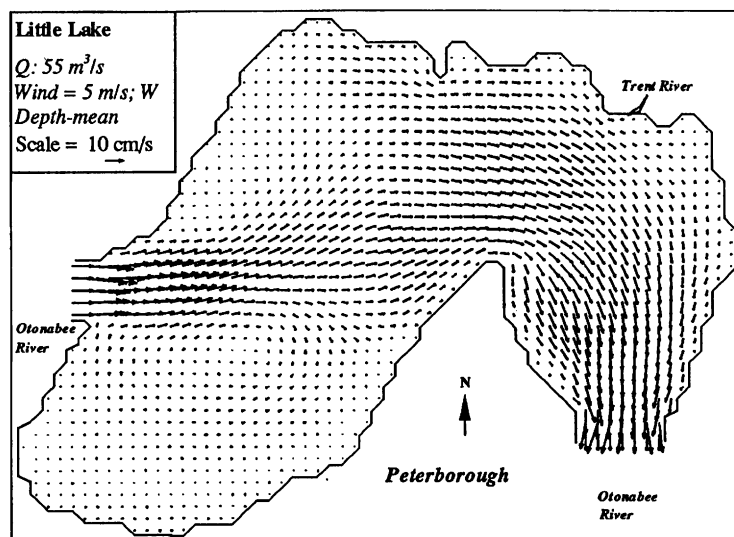 Little Lake
Q: 55 m³/s
Wind = 5 m/s; W
Depth-mean
Scale = 10 cm/s
Trent River
Otonabee
River
N
Peterborough
Otonabee
River